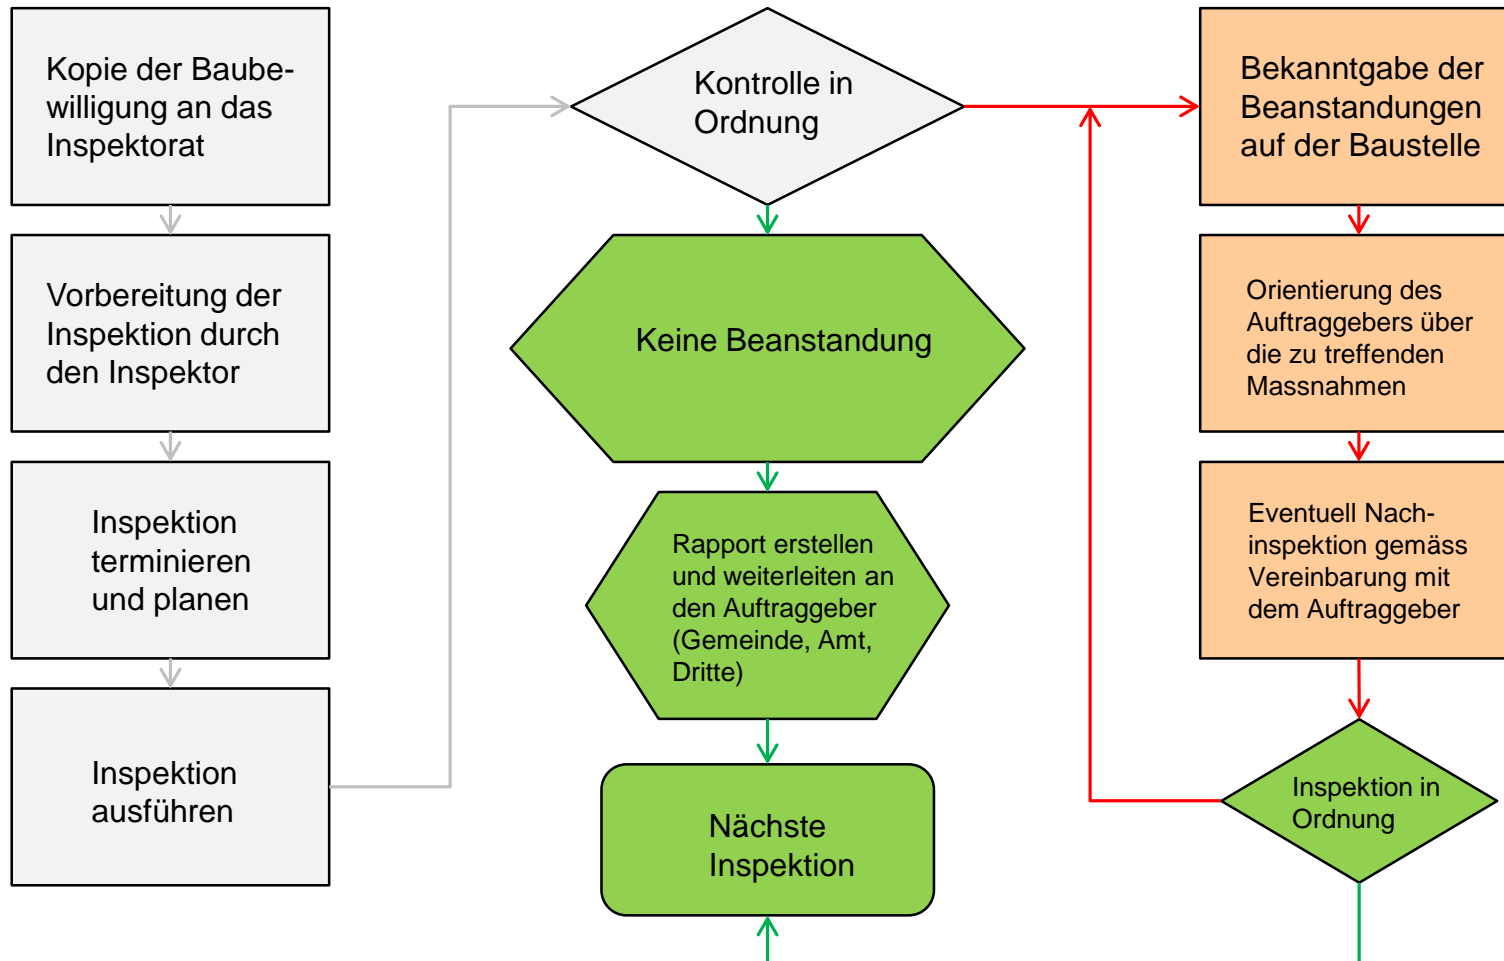 Kopie der Baube-
willigung an das
Inspektorat
Vorbereitung der
Inspektion durch
den Inspektor
Inspektion
terminieren
und planen
Inspektion
ausführen
Kontrolle in
Ordnung
Keine Beanstandung
Rapport erstellen
und weiterleiten an
den Auftraggeber
(Gemeinde, Amt,
Dritte)
Nächste
Inspektion
Bekanntgabe der
Beanstandungen
auf der Baustelle
Orientierung des
Auftraggebers über
die zu treffenden
Massnahmen
Eventuell Nach-
inspektion gemäss
Vereinbarung mit
dem Auftraggeber
Inspektion in
Ordnung